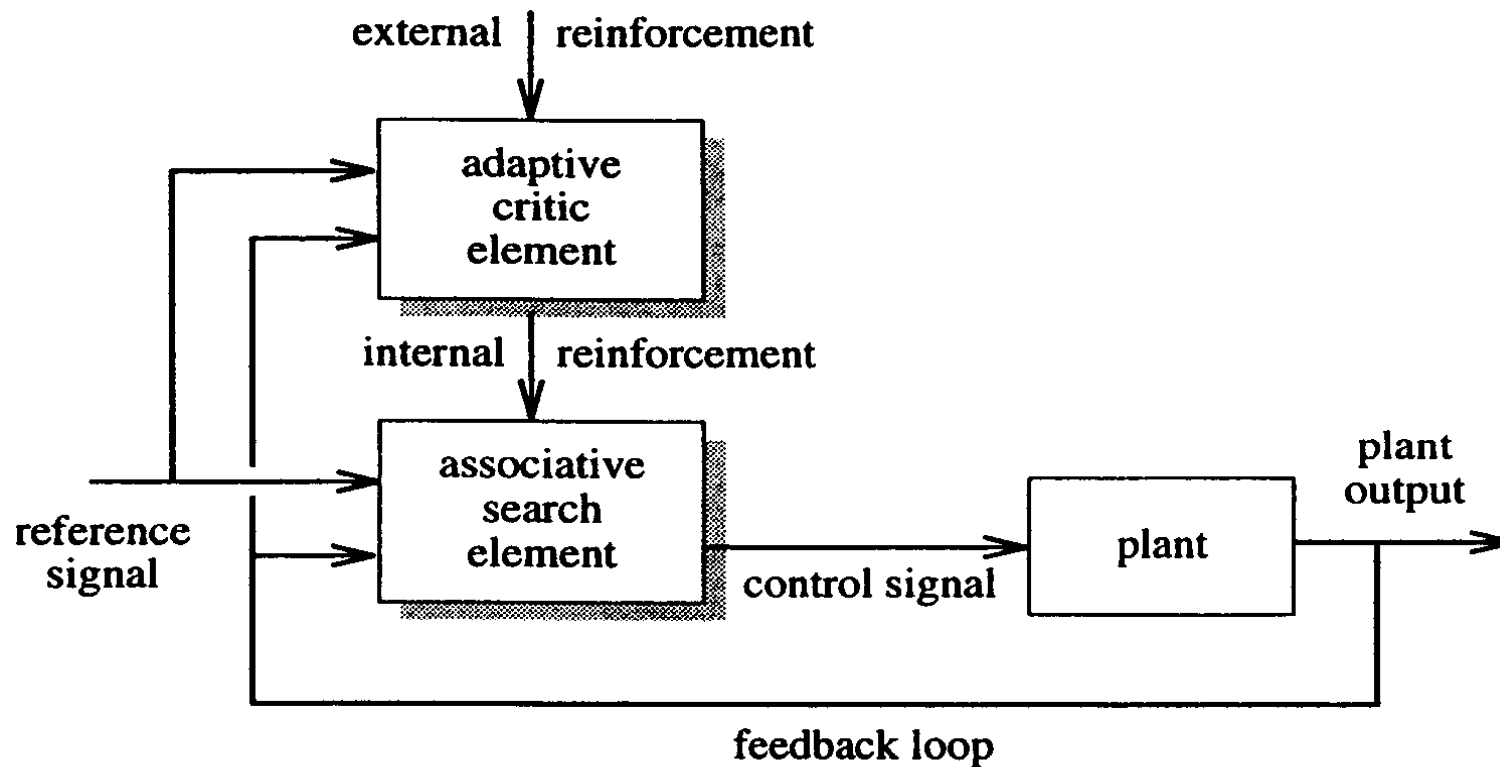 external reinforcement
adaptive
critic
element
internal reinforcement
associative
search
element
reference
signal
control signal
plant
plant
output
feedback loop